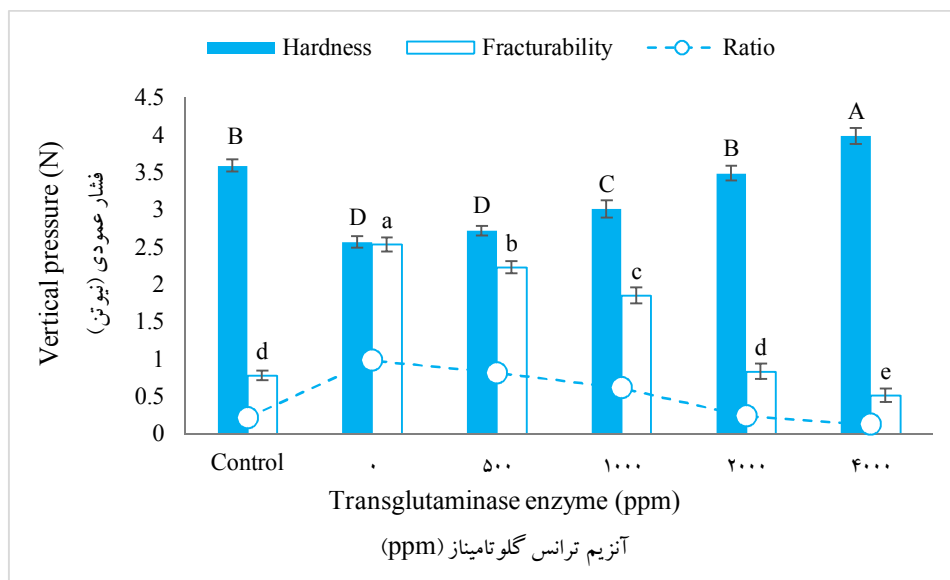 Hardness Fracturability Ratio
Vertical pressure (N)
فشار عمودی (نیوتن)
4.5
4
3.5
3
2.5
2
1.5
1
0.5
0
B d
D a
D b
C c
B d
A e
Control ۰ ۵۰۰ ۱۰۰۰ ۲۰۰۰ ۴۰۰۰
Transglutaminase enzyme (ppm)
آنزیم ترانس گلوتامیناز (ppm)